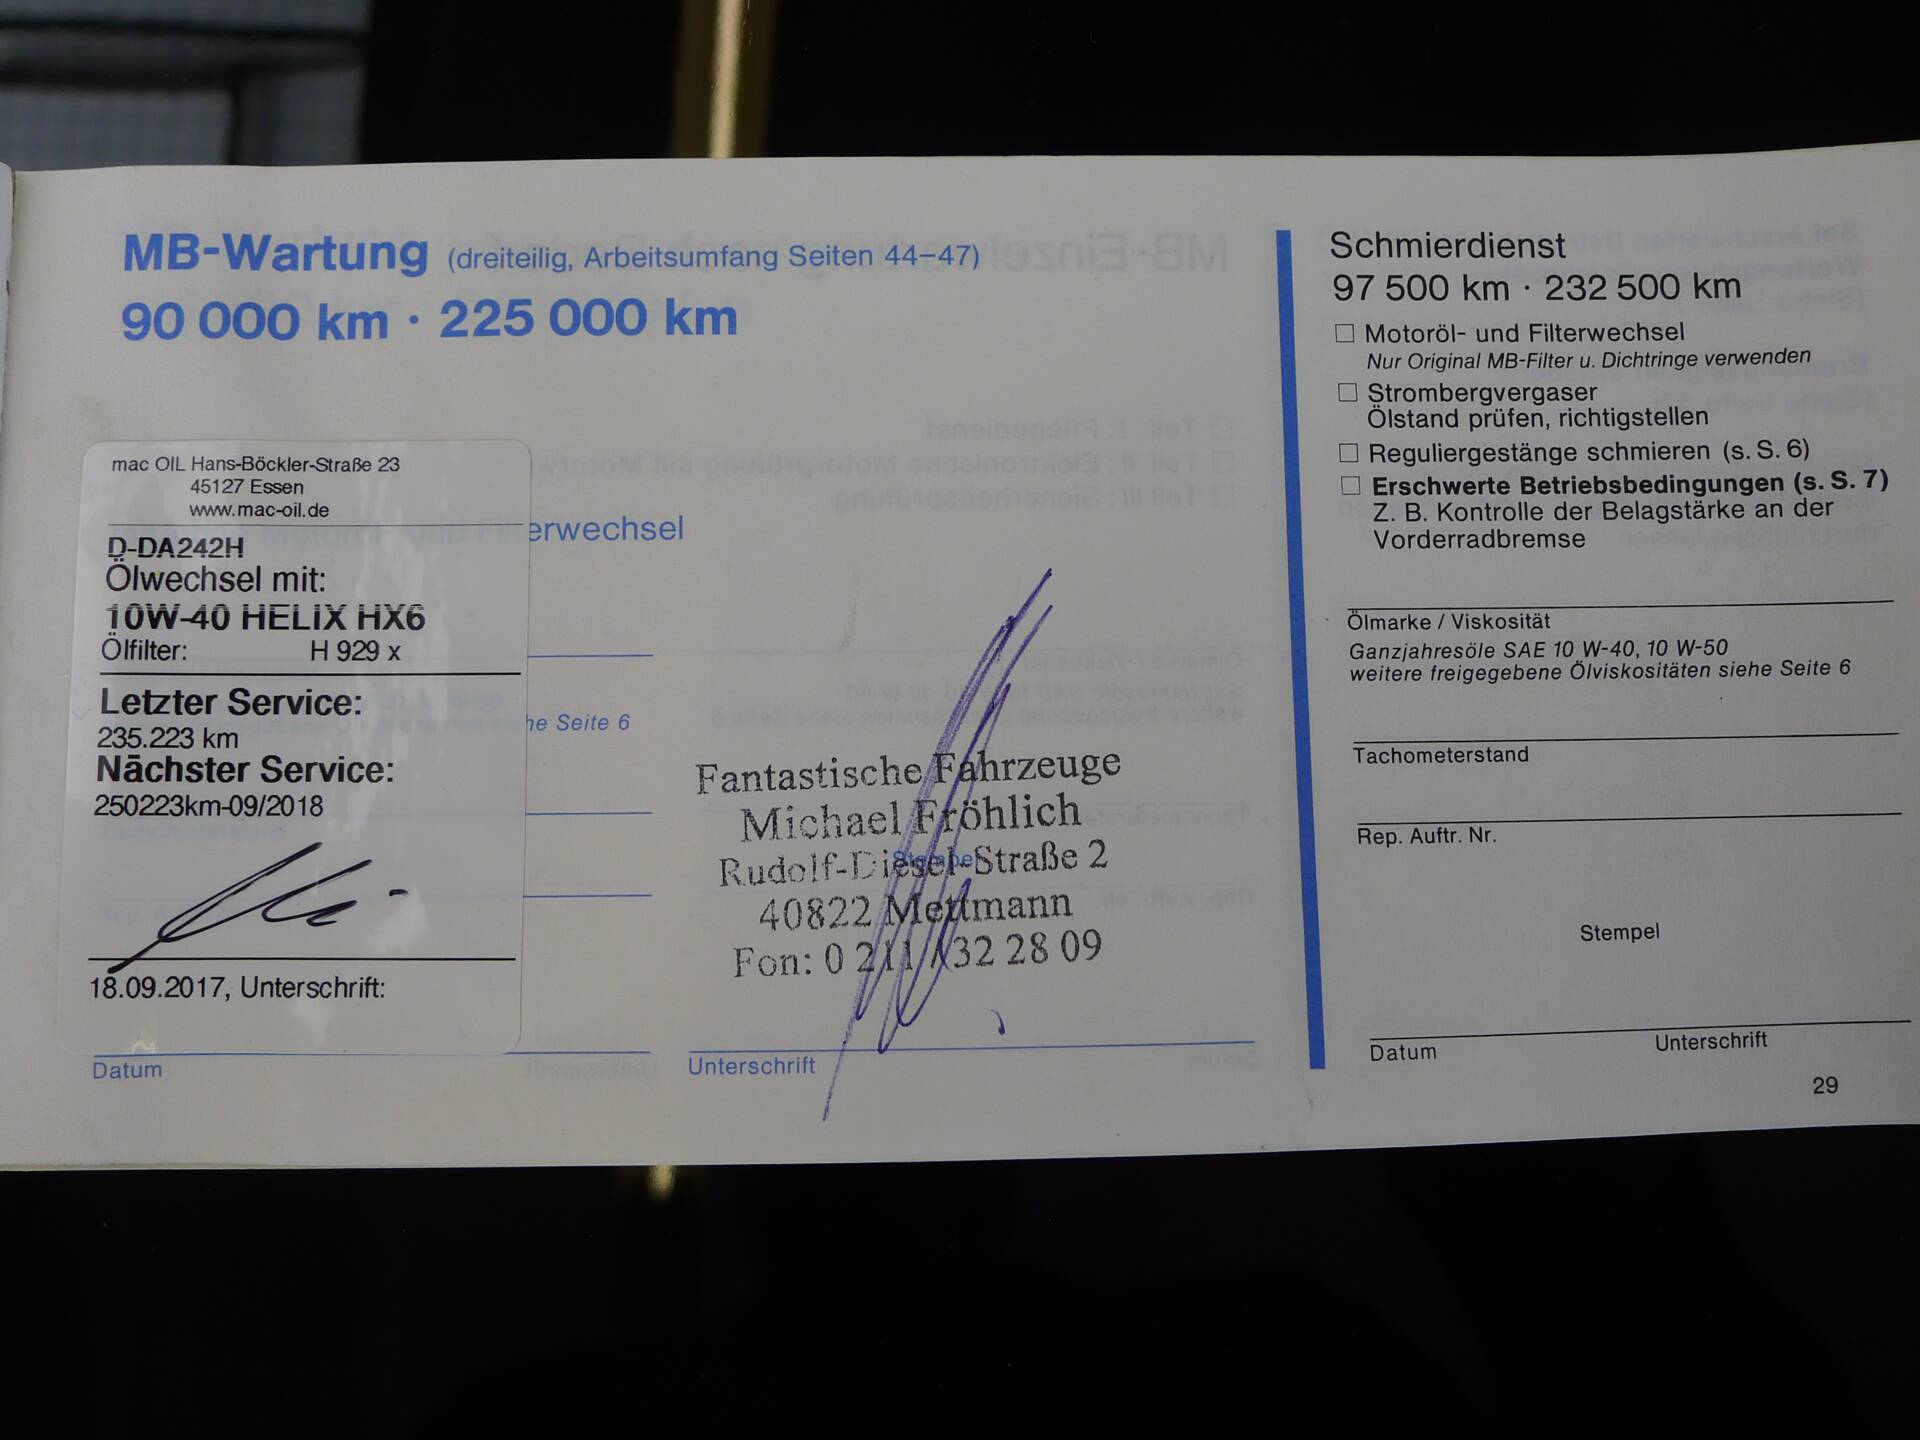 MB-Wartung (dreiteilig, Arbeitsumfang Seiten 44–47)
90 000 km · 225 000 km
mac OIL Hans-Böckler-Straße 23
45127 Essen
www.mac-oil.de
D-DA242H
Ölwechsel mit:
10W-40 HELIX HX6
Ölfilter: H 929 x
Letzter Service:
235.223 km
Nächster Service:
250223km-09/2018
18.09.2017, Unterschrift:
erwechsel
he Seite 6
Datum
Fantastische Fahrzeuge
Michael Fröhlich
Rudolf-Diesel-Straße 2
40822 Mettmann
Fon: 0 211 / 32 28 09
Stempel
Unterschrift
Schmierdienst
97 500 km · 232 500 km
Motoröl- und Filterwechsel
Nur Original MB-Filter u. Dichtringe verwenden
Strombergvergaser
Ölstand prüfen, richtigstellen
Reguliergestänge schmieren (s. S. 6)
Erschwerte Betriebsbedingungen (s. S. 7)
Z. B. Kontrolle der Belagstärke an der
Vorderradbremse
Ölmarke / Viskosität
Ganzjahresöle SAE 10 W-40, 10 W-50
weitere freigegebene Ölviskositäten siehe Seite 6
Tachometerstand
Rep. Auftr. Nr.
Stempel
Datum Unterschrift
29